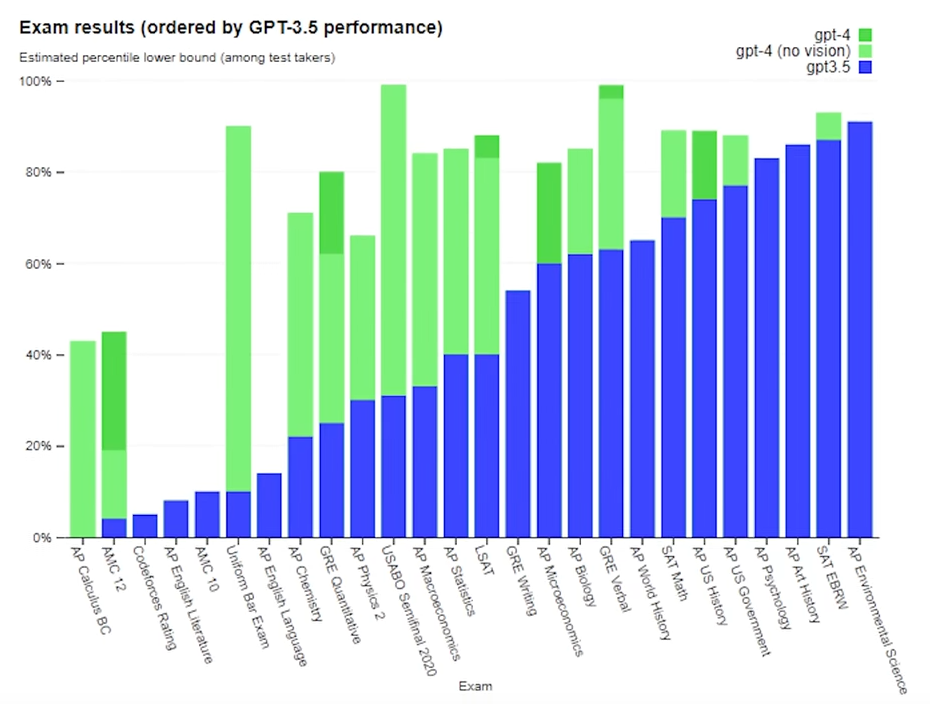 Exam results (ordered by GPT-3.5 performance)
Estimated percentile lower bound (among test takers)
gpt-4
gpt-4 (no vision)
gpt3.5
100%
80%
60%
40%
20%
0%
AP Calculus BC
AMC 12
Codeforces Rating
AP English Literature
AMC 10
Uniform Bar Exam
AP English Language
AP Chemistry
GRE Quantitative
AP Physics 2
USABO Semifinal 2020
AP Macroeconomics
AP Statistics
LSAT
GRE Writing
AP Microeconomics
AP Biology
GRE Verbal
AP World History
SAT Math
AP US History
AP US Government
AP Psychology
AP Art History
SAT EBRW
AP Environmental Science
Exam